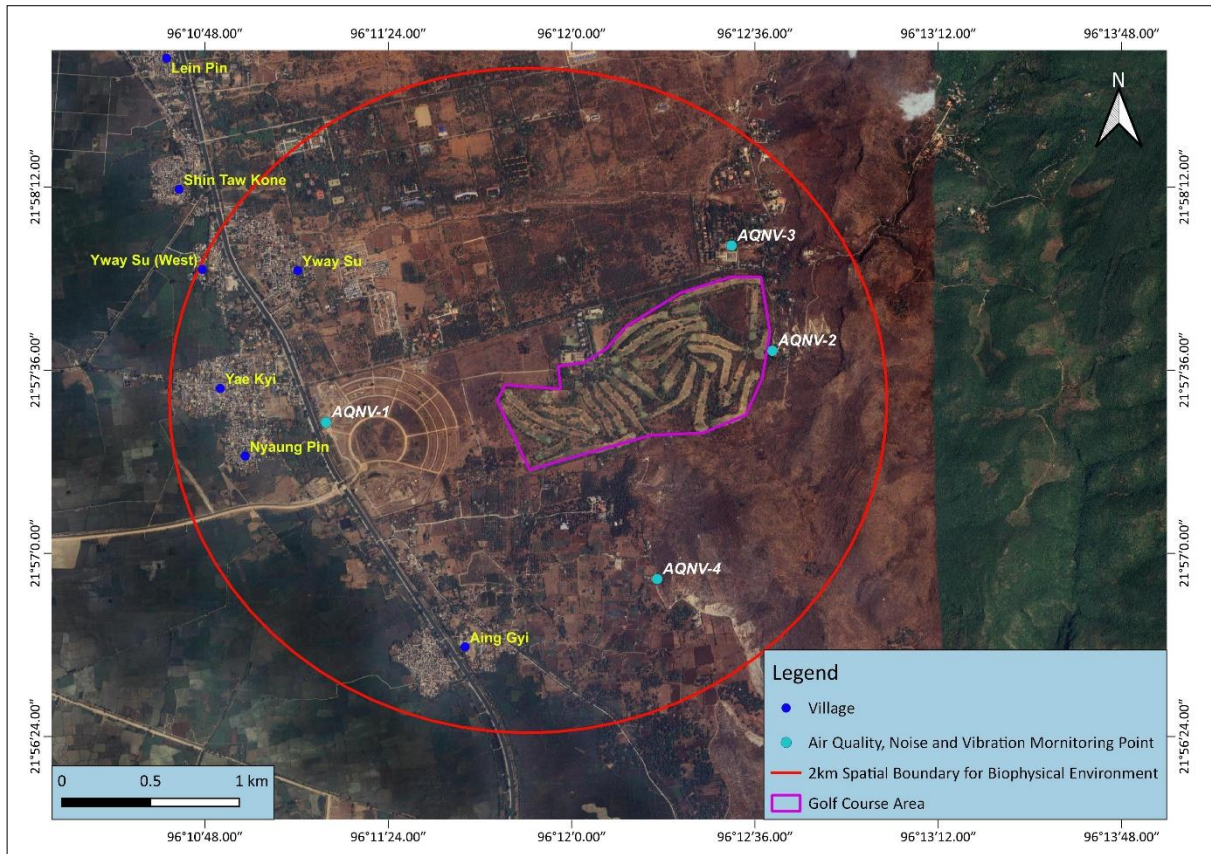 96°10'48.00" 96°11'24.00" 96°12'0.00" 96°12'36.00" 96°13'12.00" 96°13'48.00"
N
Lein Pin
21°58'12.00"
21°58'12.00"
Shin Taw Kone
AQNV-3
Yway Su (West)
Yway Su
AQNV-2
21°57'36.00"
21°57'36.00"
Yae Kyi
AQNV-1
Nyaung Pin
21°57'0.00"
21°57'0.00"
AQNV-4
Aing Gyi
21°56'24.00"
21°56'24.00"
Legend
Village
Air Quality, Noise and Vibration Mornitoring Point
2km Spatial Boundary for Biophysical Environment
Golf Course Area
0 0.5 1 km
96°10'48.00" 96°11'24.00" 96°12'0.00" 96°12'36.00" 96°13'12.00" 96°13'48.00"